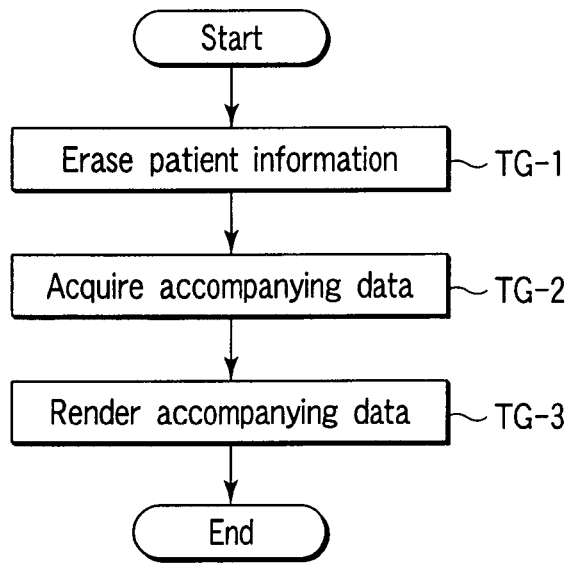 Start
Erase patient information
TG-1
Acquire accompanying data
TG-2
Render accompanying data
TG-3
End